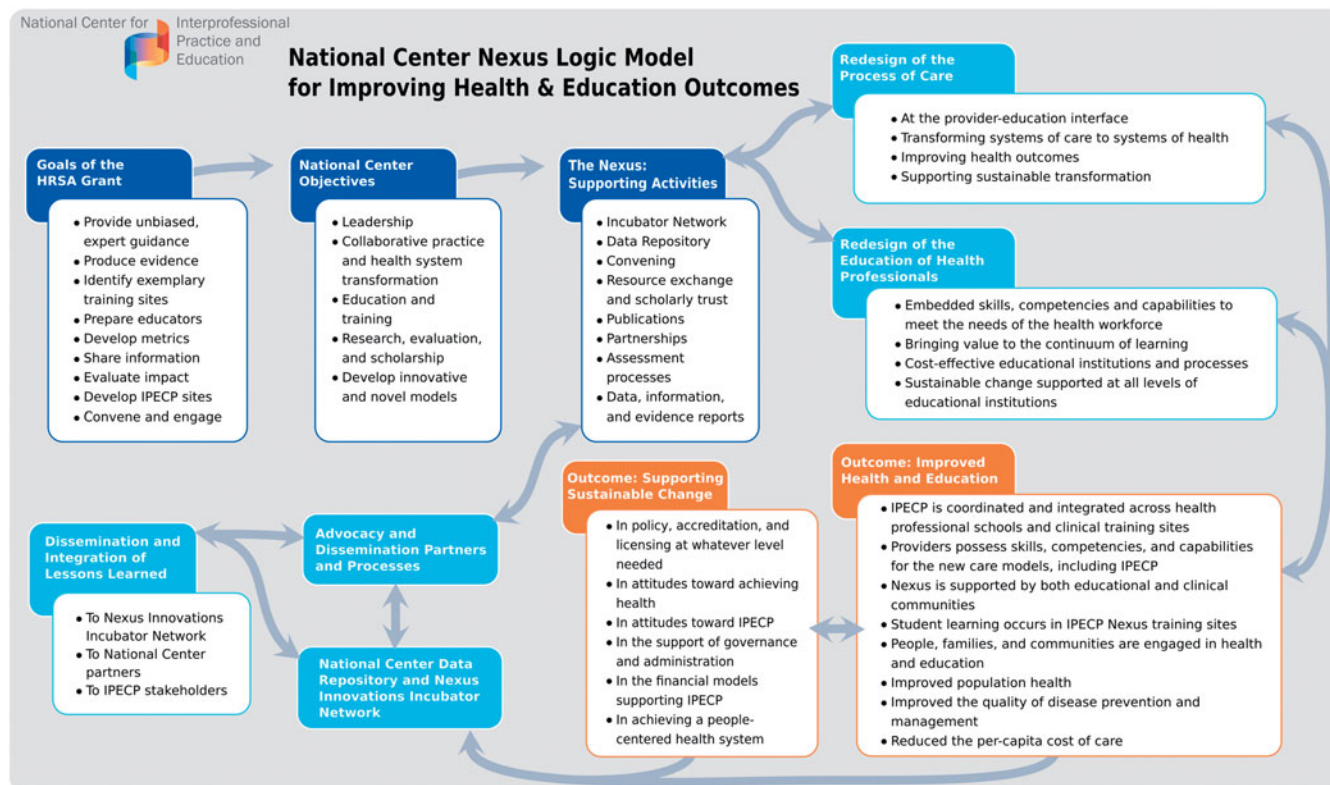 National Center for
Interprofessional
Practice and
Education
National Center Nexus Logic Model
for Improving Health & Education Outcomes
Goals of the
HRSA Grant
• Provide unbiased,
expert guidance
• Produce evidence
• Identify exemplary
training sites
• Prepare educators
• Develop metrics
• Share information
• Evaluate impact
• Develop IPECP sites
• Convene and engage
National Center
Objectives
• Leadership
• Collaborative practice
and health system
transformation
• Education and
training
• Research, evaluation,
and scholarship
• Develop innovative
and novel models
The Nexus:
Supporting Activities
• Incubator Network
• Data Repository
• Convening
• Resource exchange
and scholarly trust
• Publications
• Partnerships
• Assessment
processes
• Data, information,
and evidence reports
Redesign of the
Process of Care
• At the provider-education interface
• Transforming systems of care to systems of health
• Improving health outcomes
• Supporting sustainable transformation
Redesign of the
Education of Health
Professionals
• Embedded skills, competencies and capabilities to
meet the needs of the health workforce
• Bringing value to the continuum of learning
• Cost-effective educational institutions and processes
• Sustainable change supported at all levels of
educational institutions
Dissemination and
Integration of
Lessons Learned
• To Nexus Innovations
Incubator Network
• To National Center
partners
• To IPECP stakeholders
Advocacy and
Dissemination Partners
and Processes
National Center Data
Repository and Nexus
Innovations Incubator
Network
Outcome: Supporting
Sustainable Change
• In policy, accreditation, and
licensing at whatever level
needed
• In attitudes toward achieving
health
• In attitudes toward IPECP
• In the support of governance
and administration
• In the financial models
supporting IPECP
• In achieving a people-
centered health system
Outcome: Improved
Health and Education
• IPECP is coordinated and integrated across health
professional schools and clinical training sites
• Providers possess skills, competencies, and capabilities
for the new care models, including IPECP
• Nexus is supported by both educational and clinical
communities
• Student learning occurs in IPECP Nexus training sites
• People, families, and communities are engaged in health
and education
• Improved population health
• Improved the quality of disease prevention and
management
• Reduced the per-capita cost of care